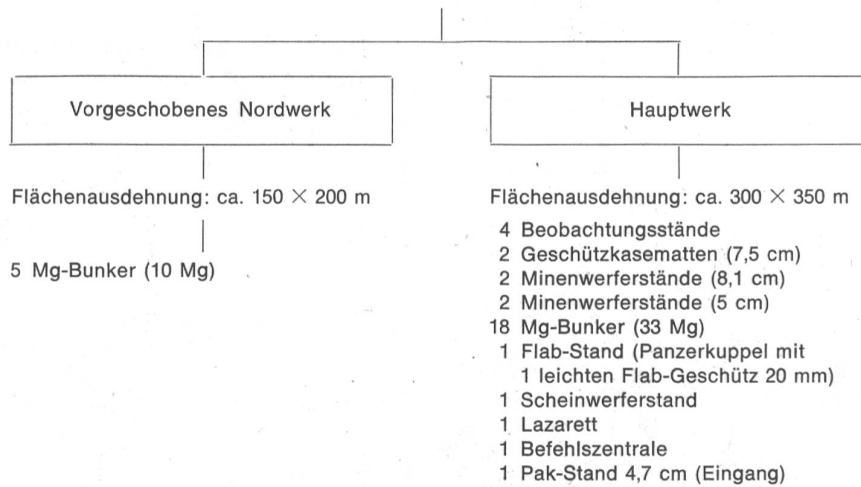 Vorgeschobenes Nordwerk
Flächenausdehnung: ca. 150 × 200 m
5 Mg-Bunker (10 Mg)
Hauptwerk
Flächenausdehnung: ca. 300 × 350 m
4 Beobachtungsstände
2 Geschützkasematten (7,5 cm)
2 Minenwerferstände (8,1 cm)
2 Minenwerferstände (5 cm)
18 Mg-Bunker (33 Mg)
1 Flab-Stand (Panzerkuppel mit
1 leichten Flab-Geschütz 20 mm)
1 Scheinwerferstand
1 Lazarett
1 Befehlszentrale
1 Pak-Stand 4,7 cm (Eingang)